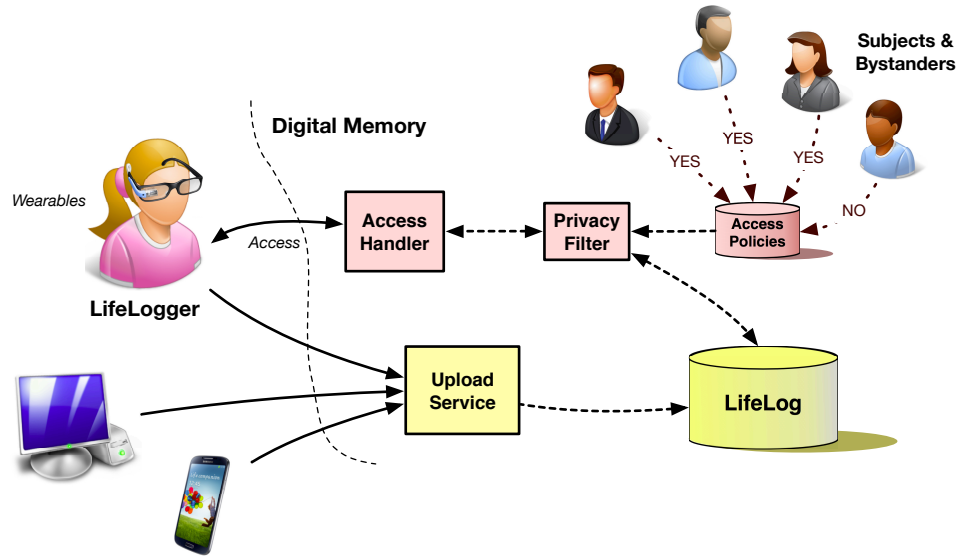 Subjects &
Bystanders
Digital Memory
YES
YES
YES
NO
Wearables
Access
Access
Handler
Privacy
Filter
Access
Policies
LifeLogger
Upload
Service
LifeLog